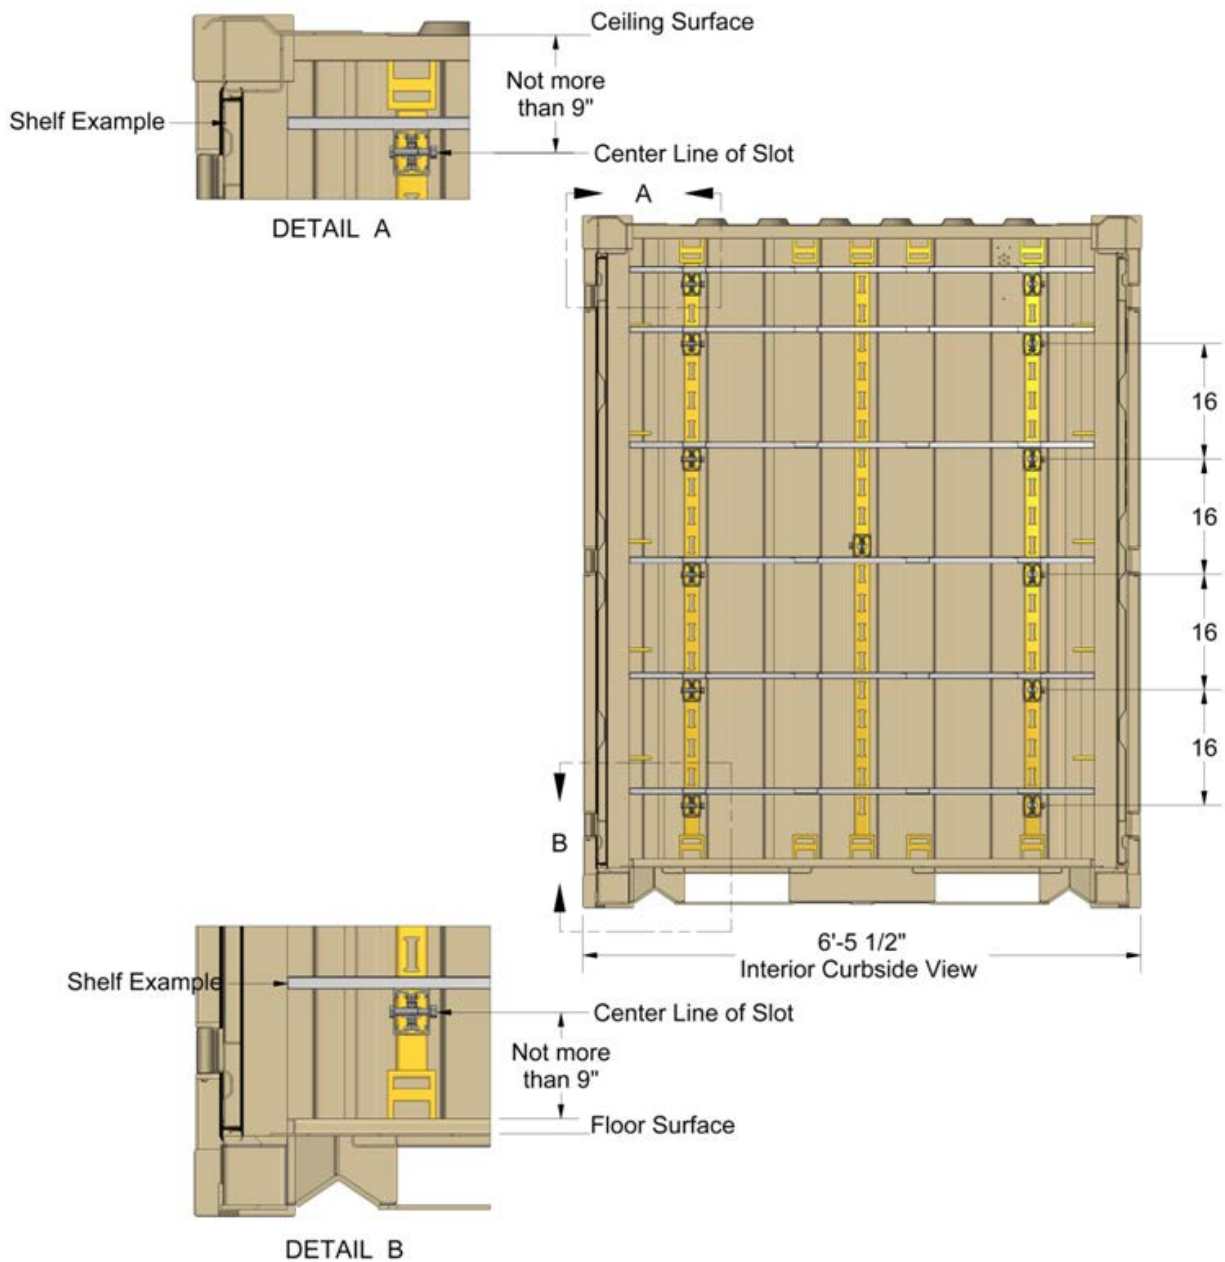 Ceiling Surface
Not more
than 9"
Shelf Example
Center Line of Slot
DETAIL A
A
16
16
16
16
B
6'-5 1/2"
Interior Curbside View
Shelf Example
Center Line of Slot
Not more
than 9"
Floor Surface
DETAIL B